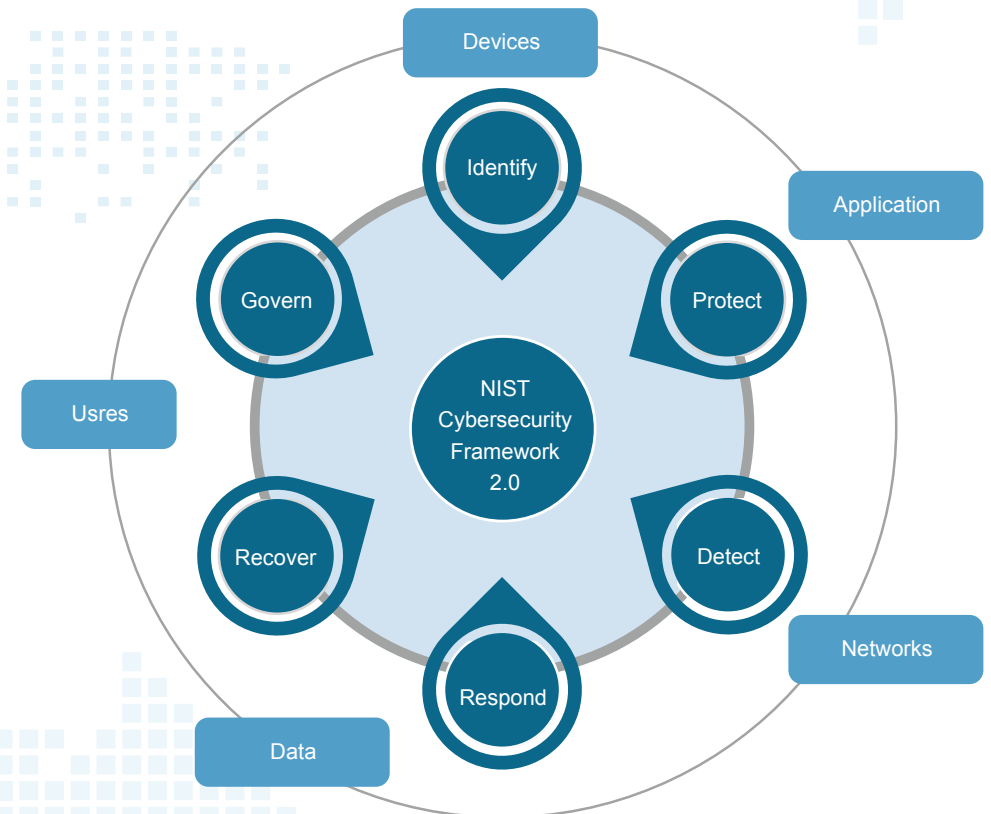 Devices
Identify
Application
Govern
Protect
NIST
Cybersecurity
Framework
2.0
Usres
Recover
Detect
Networks
Respond
Data